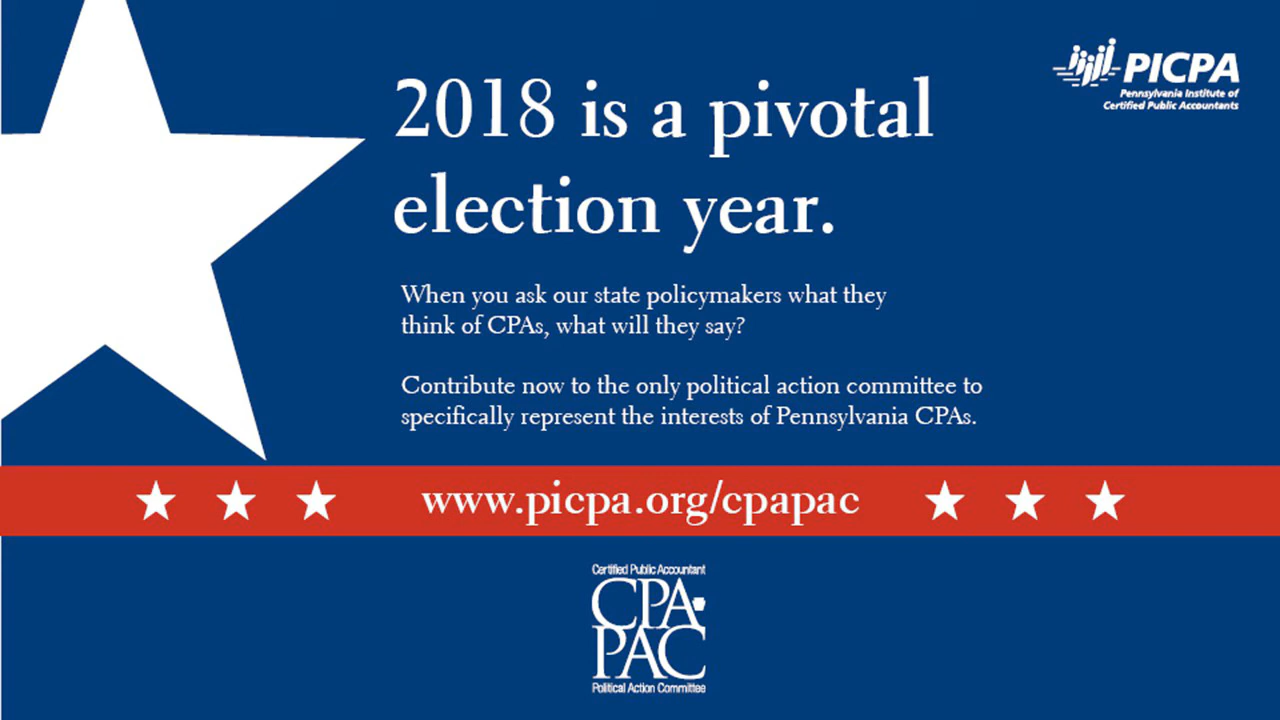 2018 is a pivotal
election year.
PICPA
Pennsylvania Institute of
Certified Public Accountants
When you ask our state policymakers what they
think of CPAs, what will they say?
Contribute now to the only political action committee to
specifically represent the interests of Pennsylvania CPAs.
www.picpa.org/cpapac
Certified Public Accountant
CPA
PAC
Political Action Committee